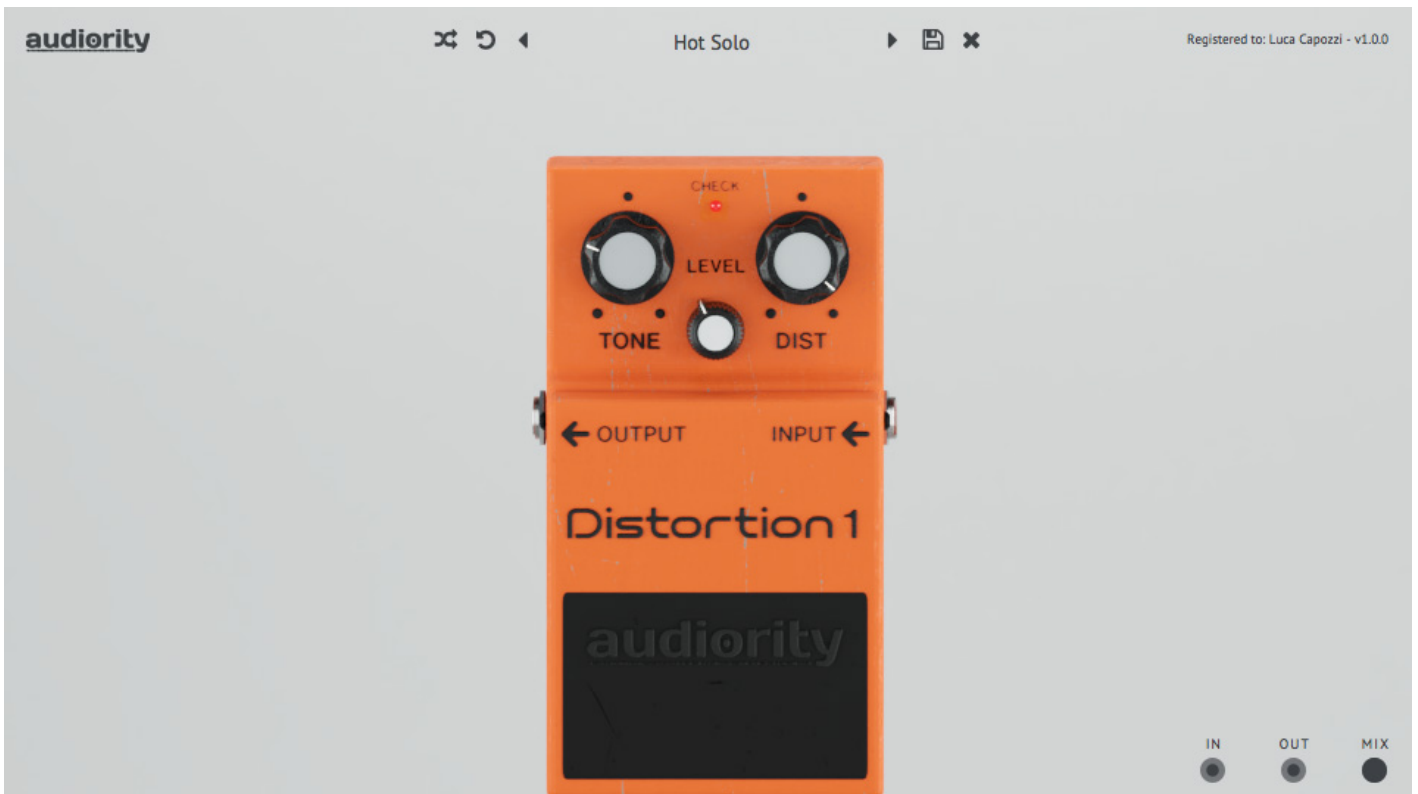 audiority
Hot Solo
Registered to: Luca Capozzi - v1.0.0
CHECK
LEVEL
TONE
DIST
OUTPUT
INPUT
Distortion 1
audiority
IN
OUT
MIX